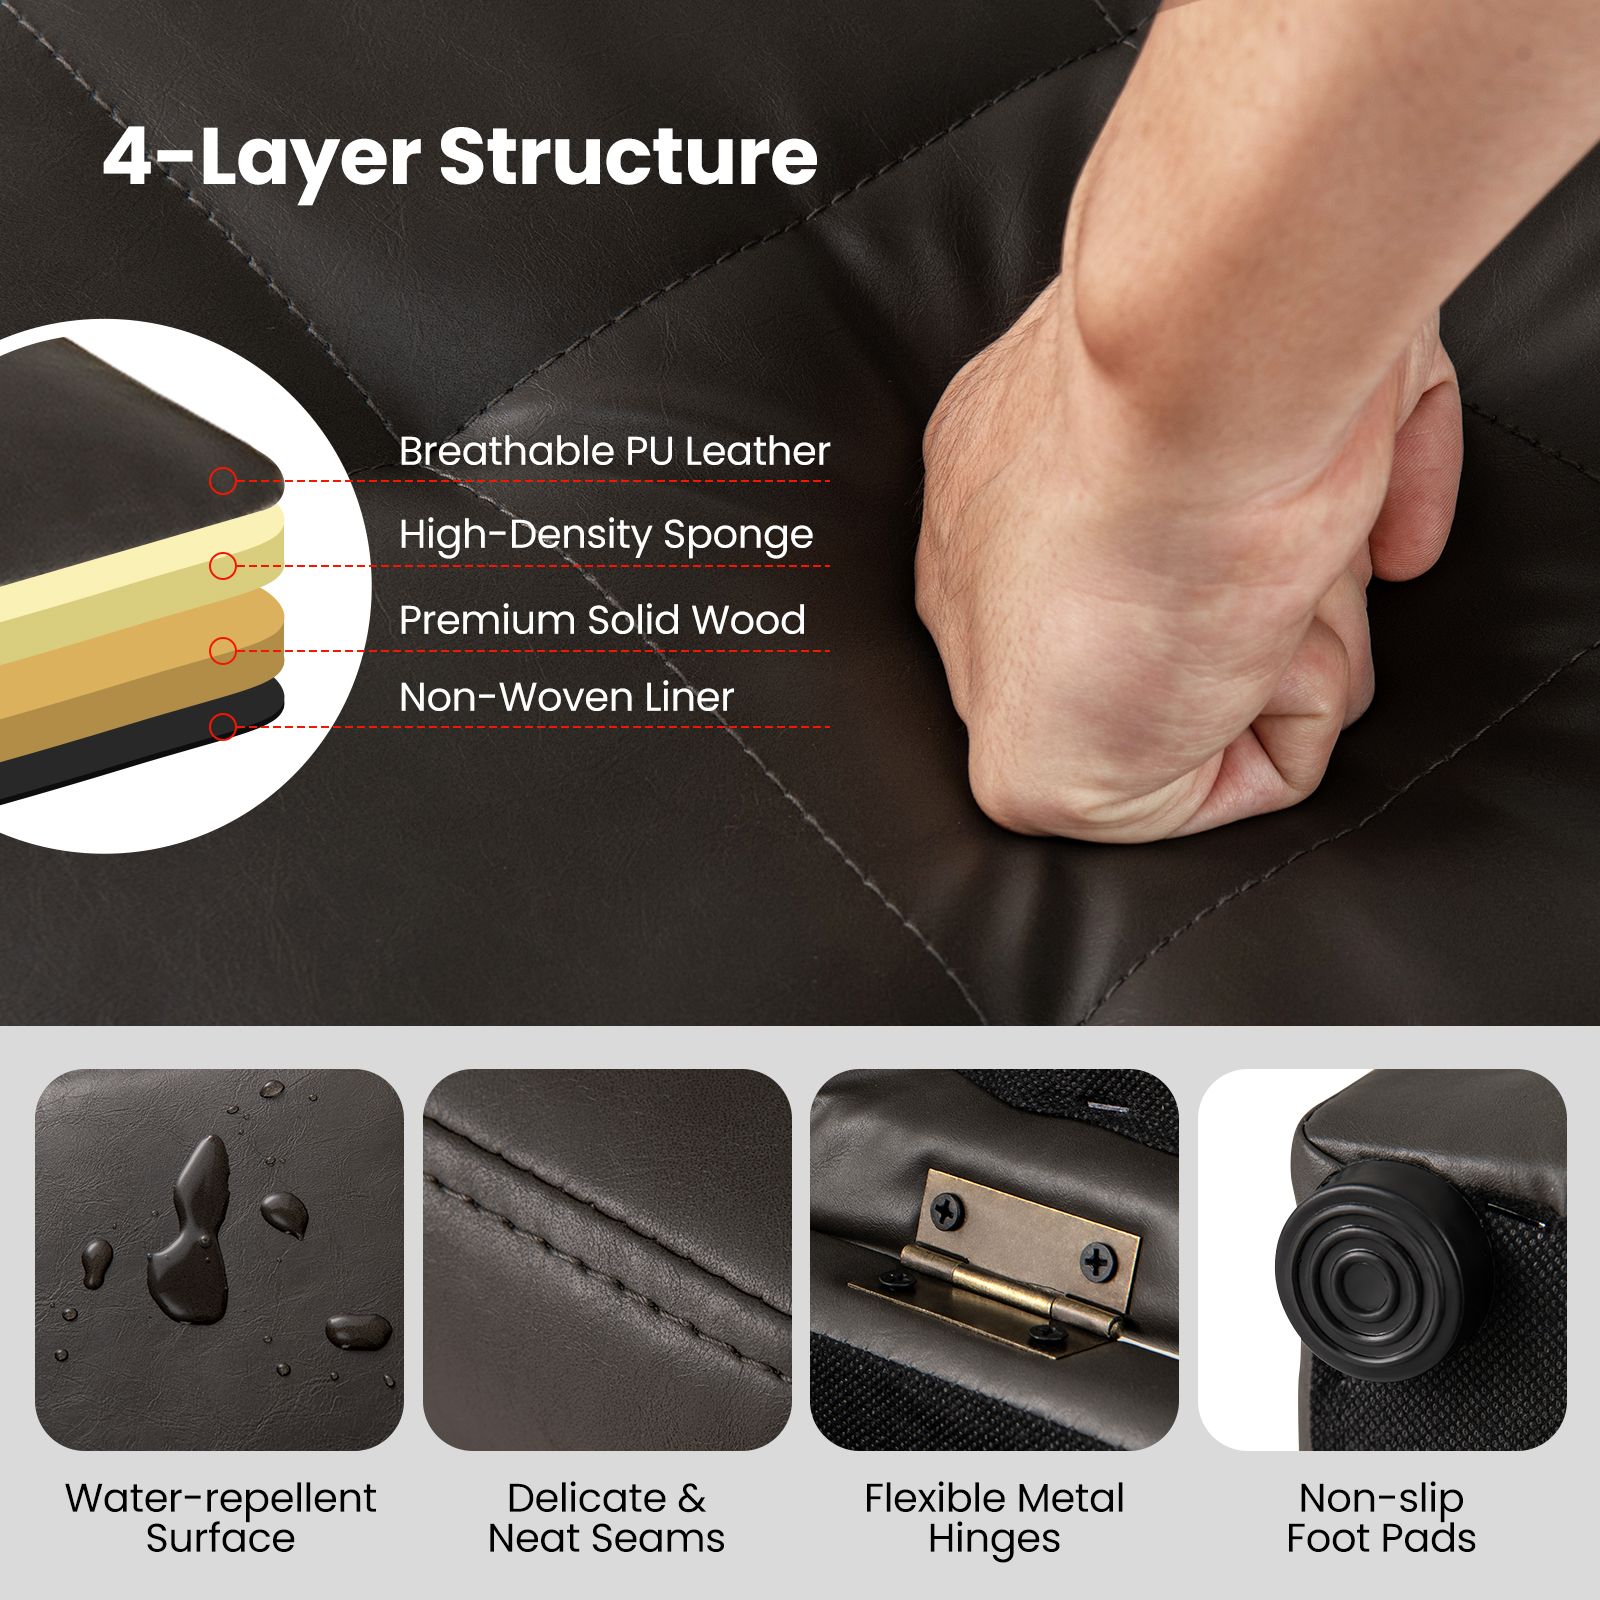 4-Layer Structure
Breathable PU Leather
High-Density Sponge
Premium Solid Wood
Non-Woven Liner
Water-repellent
Surface
Delicate &
Neat Seams
Flexible Metal
Hinges
Non-slip
Foot Pads